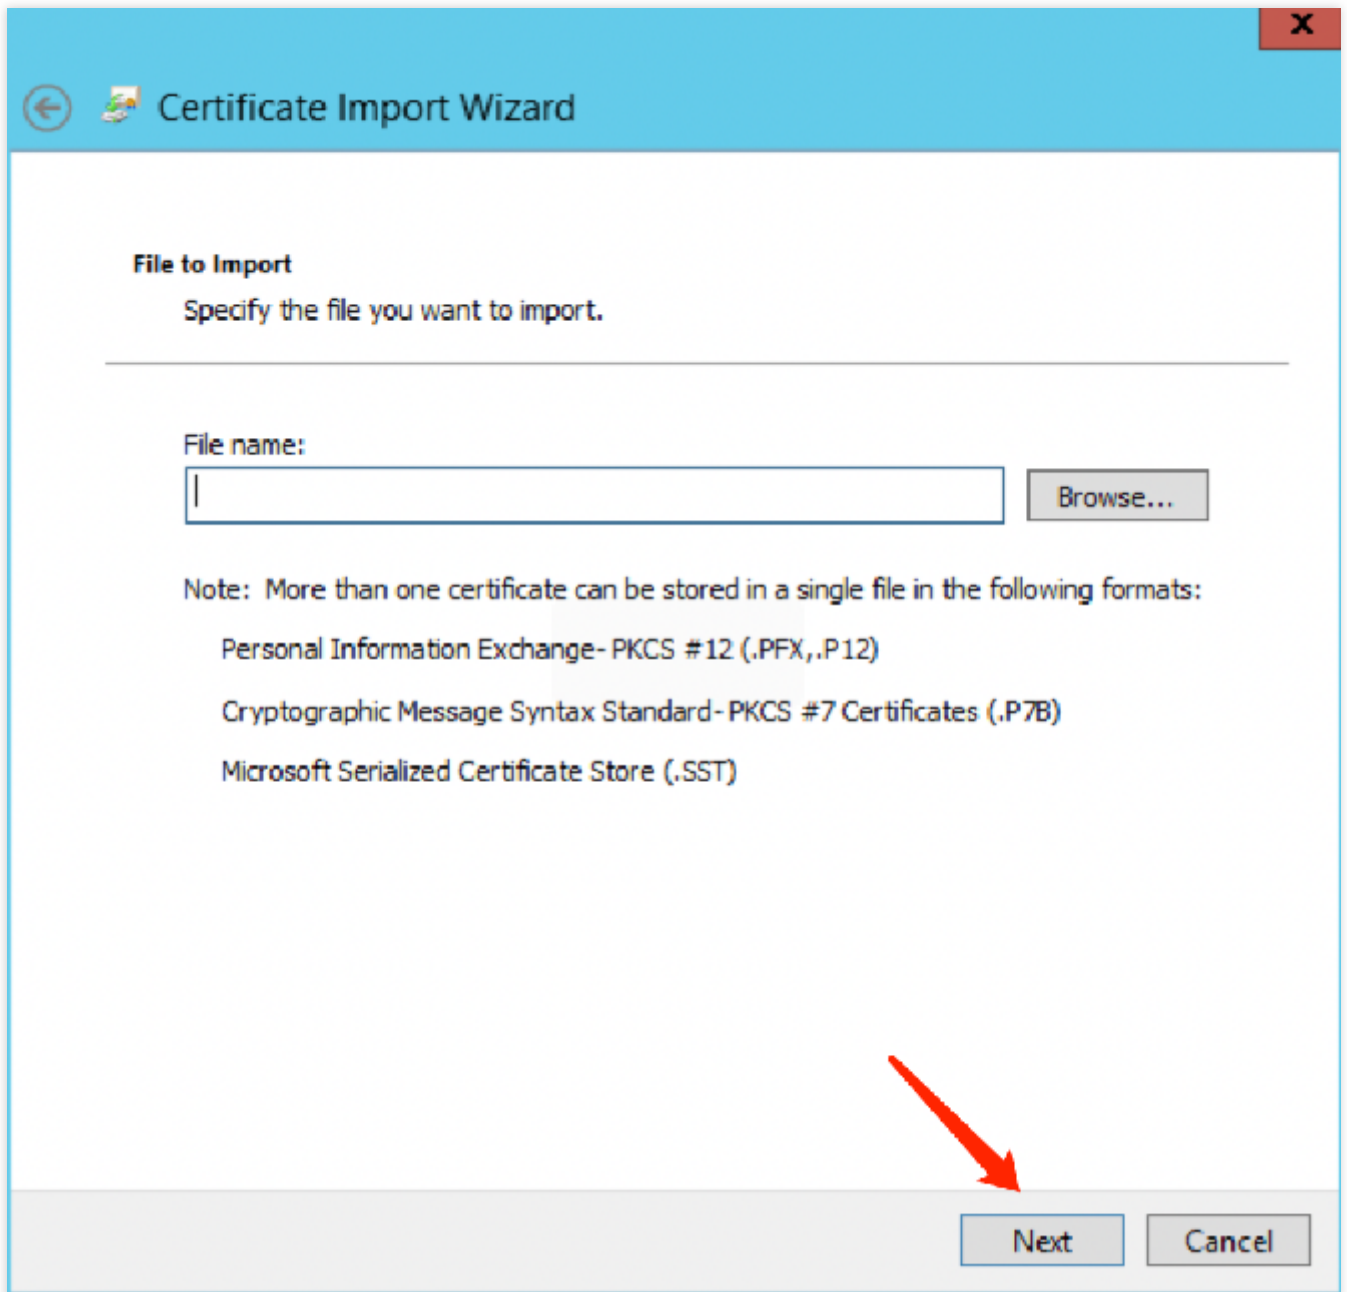 X
Certificate Import Wizard
File to Import
Specify the file you want to import.
File name:
Browse...
Note:  More than one certificate can be stored in a single file in the following formats:
Personal Information Exchange- PKCS #12 (.PFX,.P12)
Cryptographic Message Syntax Standard- PKCS #7 Certificates (.P7B)
Microsoft Serialized Certificate Store (.SST)
Next
Cancel